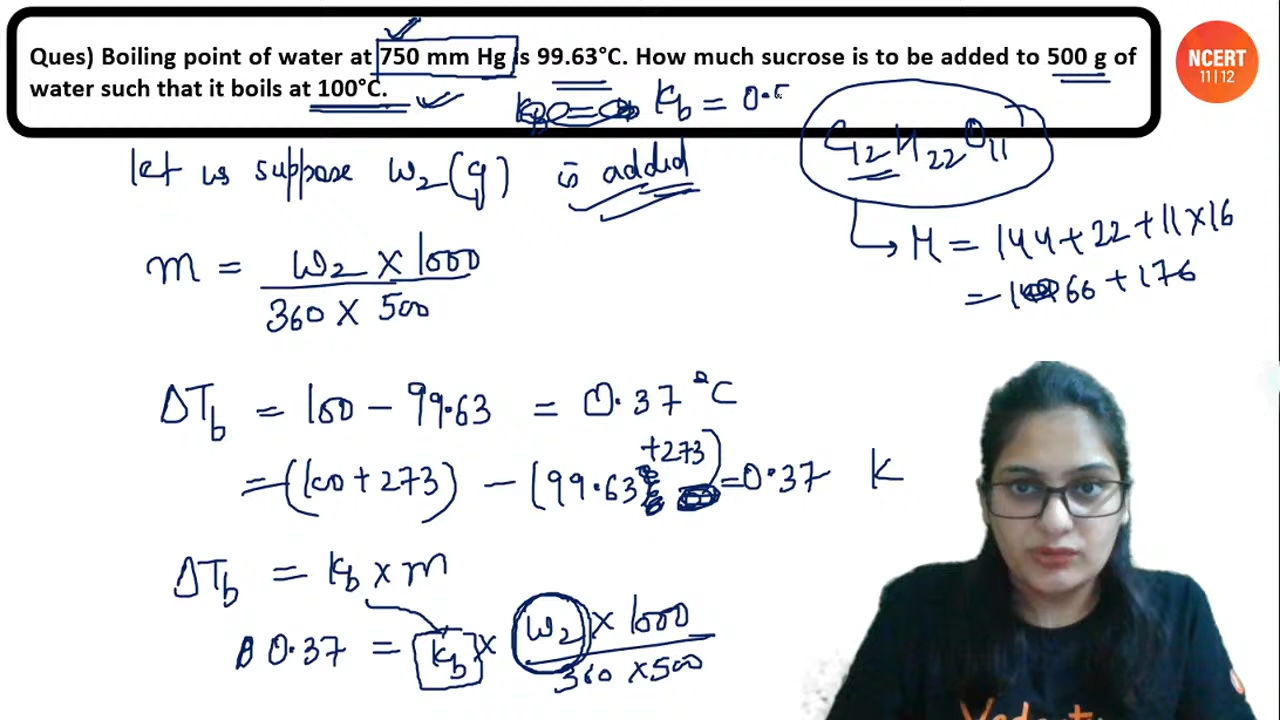 Ques) Boiling point of water at 750 mm Hg is 99.63°C. How much sucrose is to be added to 500 g of
water such that it boils at 100°C.
NCERT
11|12
Kb = 0.5
C12H22O11
let us suppose w2(g) is added
M = 144+22+11×16
= 166+176
m = w2 × 1000
360 × 500
ΔTb = 100 - 99.63 = 0.37 °C
=(100+273) - (99.63 +273) = 0.37 K
ΔTb = Kb × m
0.37 = Kb × w2 × 1000
360 × 500